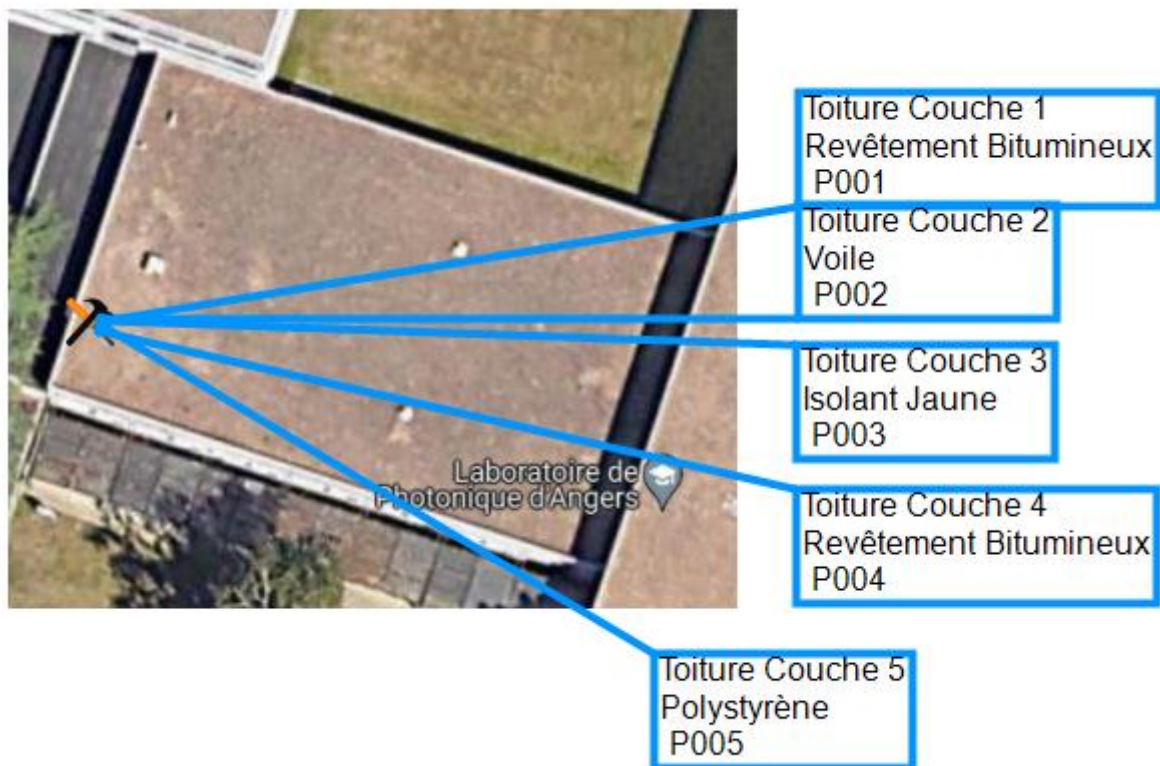 Toiture Couche 1
Revêtement Bitumineux
P001
Toiture Couche 2
Voile
P002
Toiture Couche 3
Isolant Jaune
P003
Laboratoire de
Photonique d'Angers
Toiture Couche 4
Revêtement Bitumineux
P004
Toiture Couche 5
Polystyrène
P005